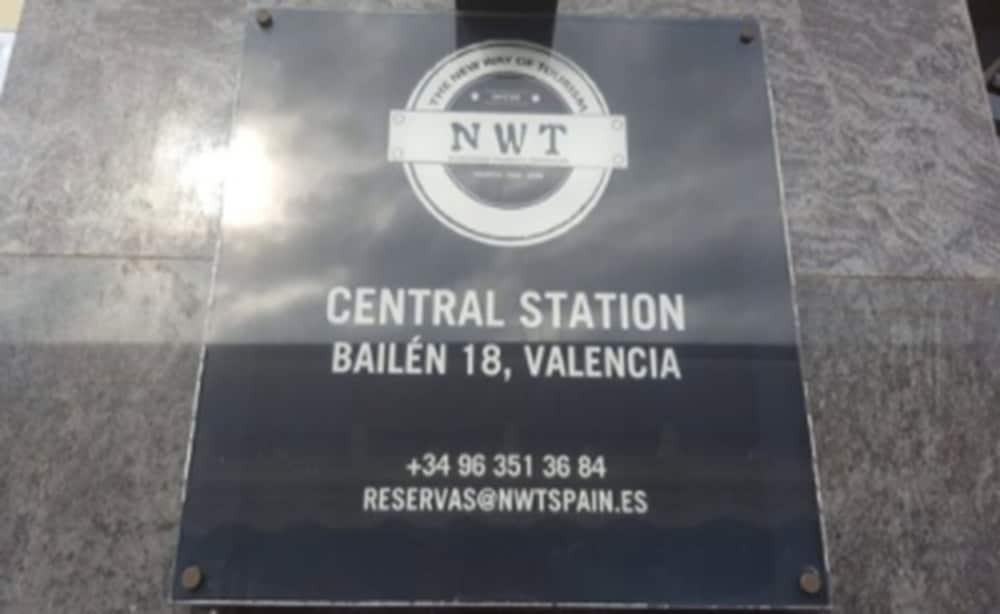 THE NEW WAY OF TOURISM
NWT
CENTRAL STATION
BAILÉN 18, VALENCIA
+34 96 351 36 84
RESERVAS@NWTSPAIN.ES